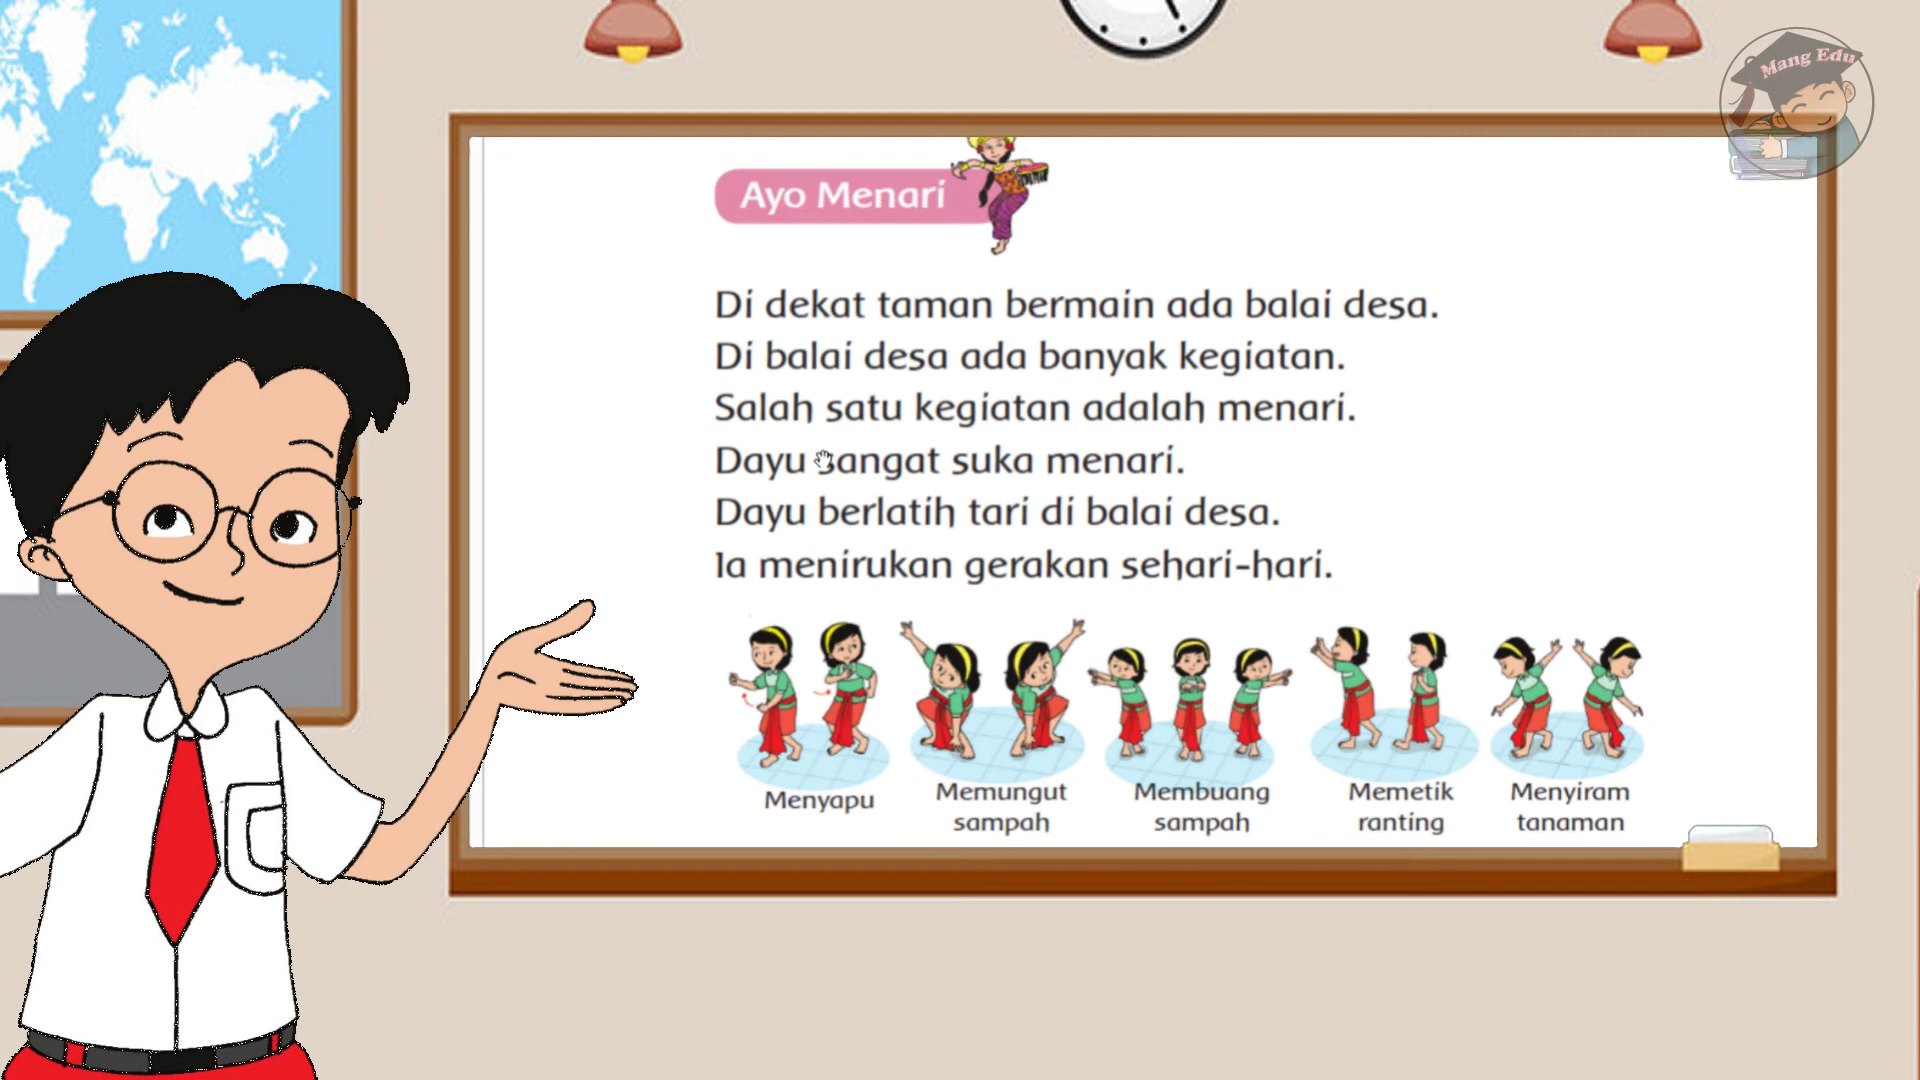 Mang Edu
Ayo Menari
Di dekat taman bermain ada balai desa.
Di balai desa ada banyak kegiatan.
Salah satu kegiatan adalah menari.
Dayu sangat suka menari.
Dayu berlatih tari di balai desa.
Ia menirukan gerakan sehari-hari.
Menyapu
Memungut
sampah
Membuang
sampah
Memetik
ranting
Menyiram
tanaman